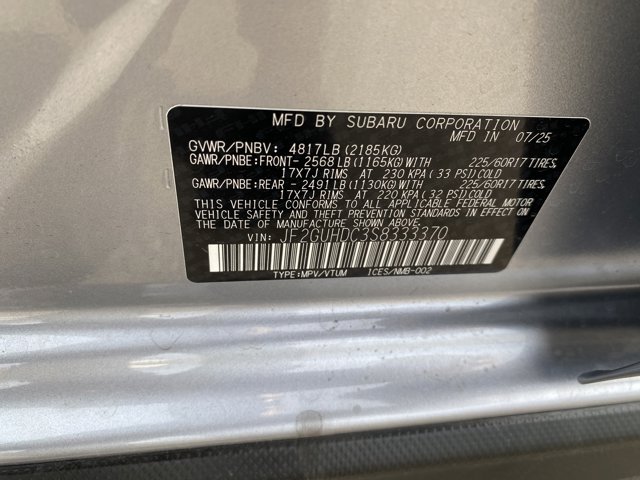 MFD BY SUBARU CORPORATION
MFD IN 07/25
GVWR/PNBV: 4817LB (2185KG)
GAWR/PNBE:FRONT- 2568 LB (1165KG) WITH 225/60R17 TIRES,
17X7J RIMS AT 230 KPA (33 PSI) COLD
GAWR/PNBE:REAR - 2491 LB (1130KG) WITH 225/60R17 TIRES,
17X7J RIMS AT 220 KPA (32 PSI) COLD
THIS VEHICLE CONFORMS TO ALL APPLICABLE FEDERAL MOTOR
VEHICLE SAFETY AND THEFT PREVENTION STANDARDS IN EFFECT ON
THE DATE OF MANUFACTURE SHOWN ABOVE.
VIN: JF2GUHDC3S8333370
TYPE:MPV/VTUM ICES/NMB-002